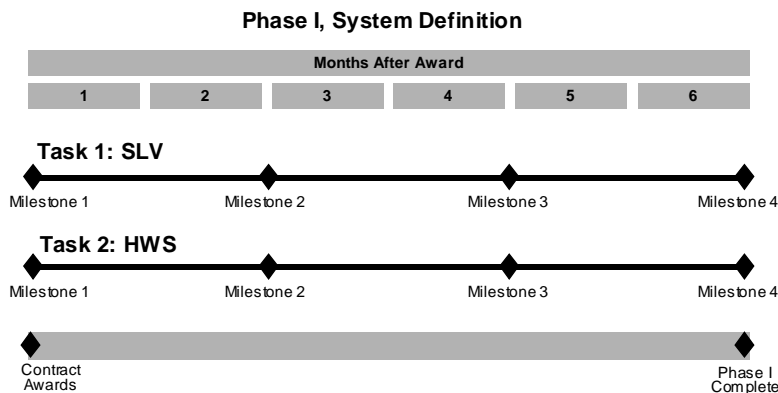 Phase I, System Definition
Months After Award
1 2 3 4 5 6
Task 1: SLV
Milestone 1 Milestone 2 Milestone 3 Milestone 4
Task 2: HWS
Milestone 1 Milestone 2 Milestone 3 Milestone 4
Contract
Awards
Phase I
Complete